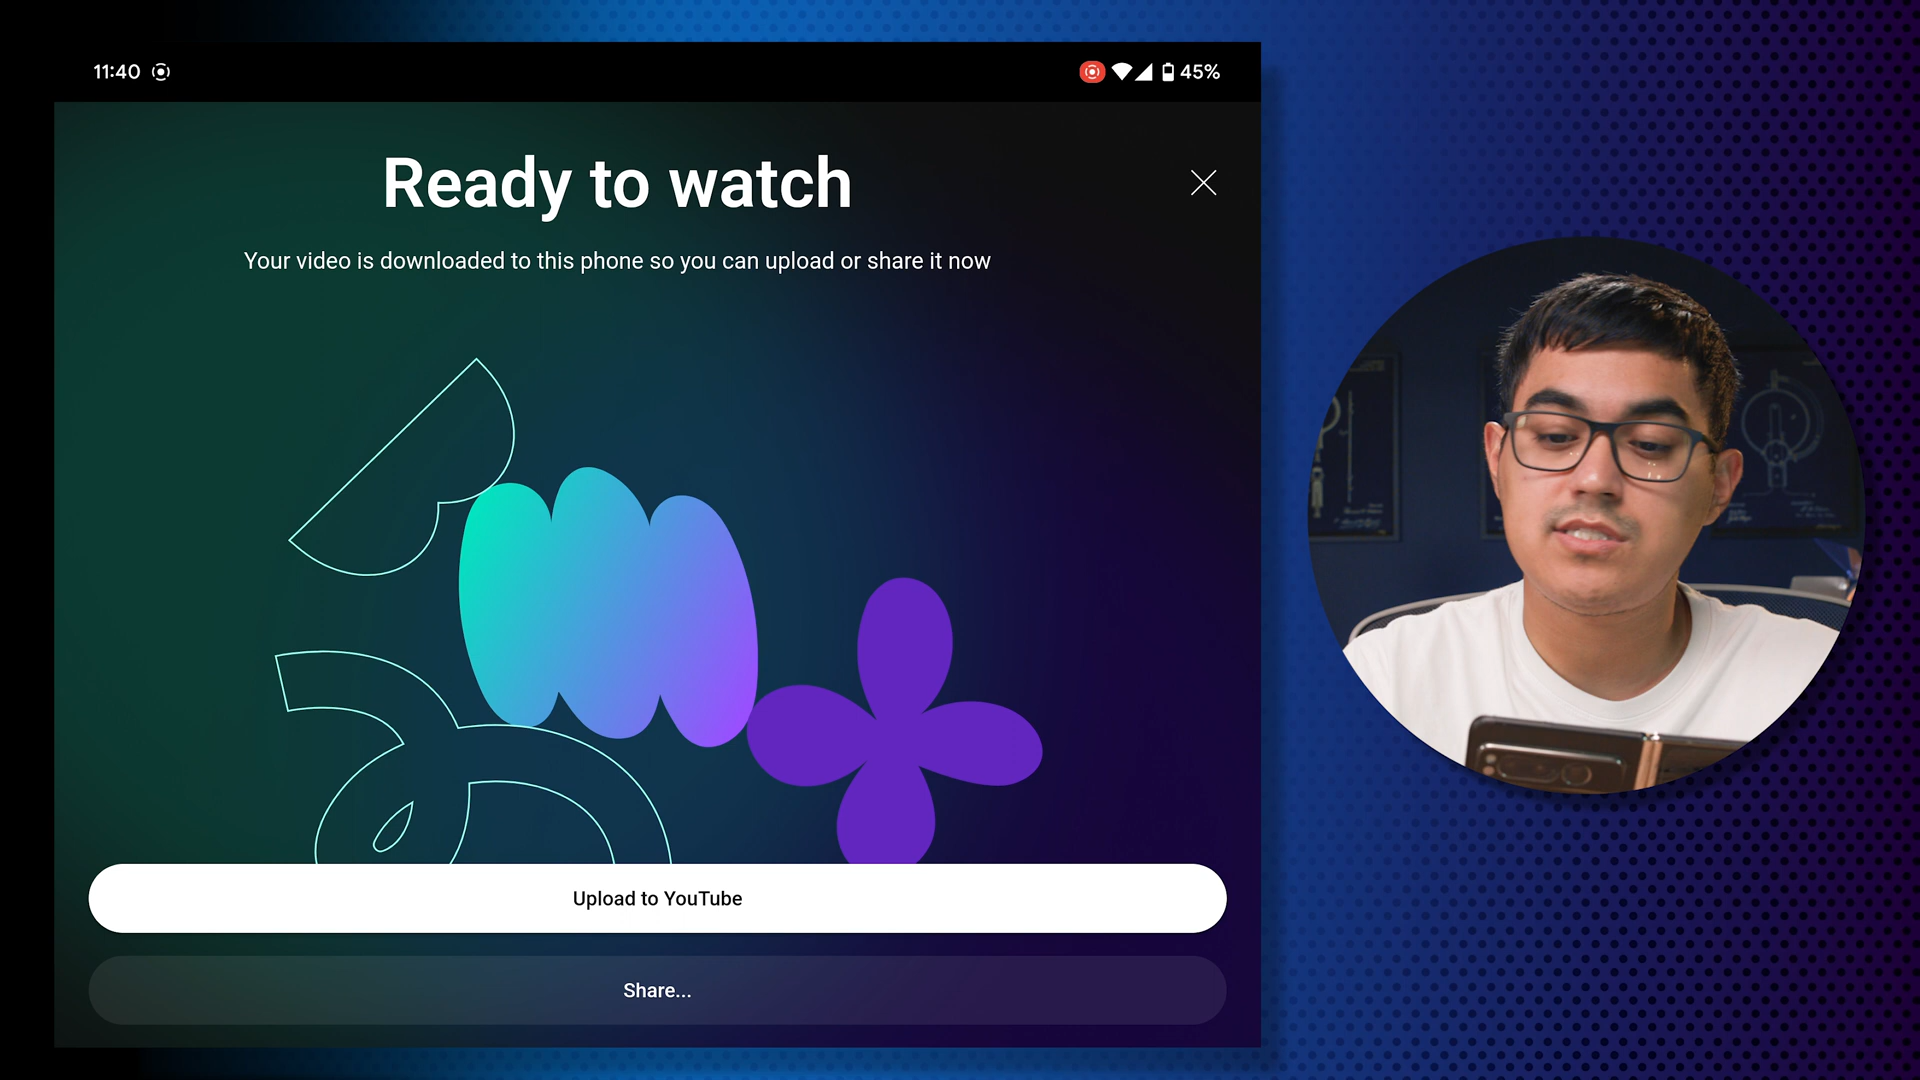 11:40
45%
Ready to watch
Your video is downloaded to this phone so you can upload or share it now
Upload to YouTube
Share...